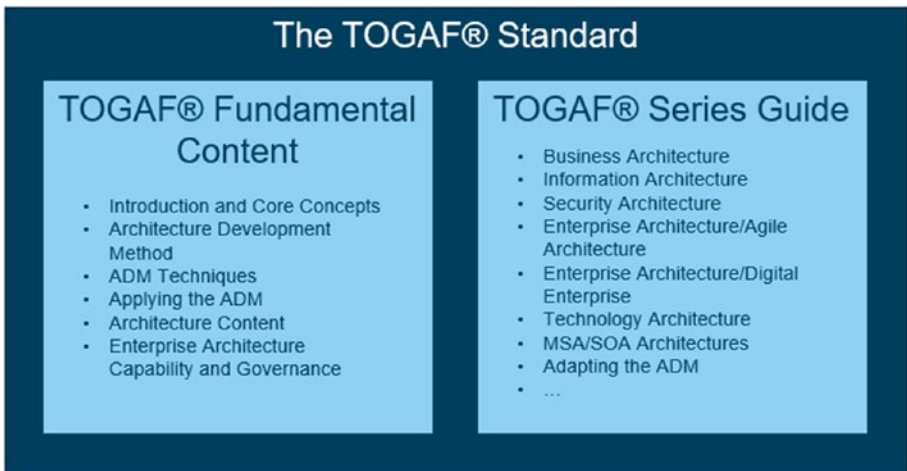 The TOGAF® Standard
TOGAF® Fundamental
Content
• Introduction and Core Concepts
• Architecture Development
Method
• ADM Techniques
• Applying the ADM
• Architecture Content
• Enterprise Architecture
Capability and Governance
TOGAF® Series Guide
• Business Architecture
• Information Architecture
• Security Architecture
• Enterprise Architecture/Agile
Architecture
• Enterprise Architecture/Digital
Enterprise
• Technology Architecture
• MSA/SOA Architectures
• Adapting the ADM
• ...